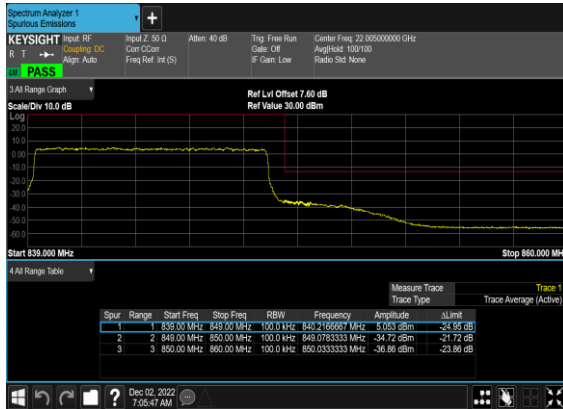 Spectrum Analyzer 1
Spurious Emissions
KEYSIGHT Input: RF Input Z: 50 Ω Atten: 40 dB Trig: Free Run Center Freq: 22.005000000 GHz
R T Coupling: DC Corr CCorr Gate: Off Avg|Hold: 100/100
Align: Auto Freq Ref: Int (S) IF Gain: Low Radio Std: None
LW PASS
3 All Range Graph
Ref Lvl Offset 7.60 dB
Scale/Div 10.0 dB Ref Value 30.00 dBm
Log
20.0
10.0
0.00
-10.0
-20.0
-30.0
-40.0
-50.0
-60.0
Start 839.000 MHz Stop 860.000 MH
4 All Range Table
Measure Trace Trace 1
Trace Type Trace Average (Active)
Spur Range Start Freq Stop Freq RBW Frequency Amplitude ΔLimit
1 1 839.00 MHz 849.00 MHz 100.0 kHz 840.2166667 MHz 5.053 dBm -24.95 dB
2 2 849.00 MHz 850.00 MHz 100.0 kHz 849.0783333 MHz -34.72 dBm -21.72 dB
3 3 850.00 MHz 860.00 MHz 100.0 kHz 850.0333333 MHz -36.86 dBm -23.86 dB
? Dec 02, 2022
7:05:47 AM